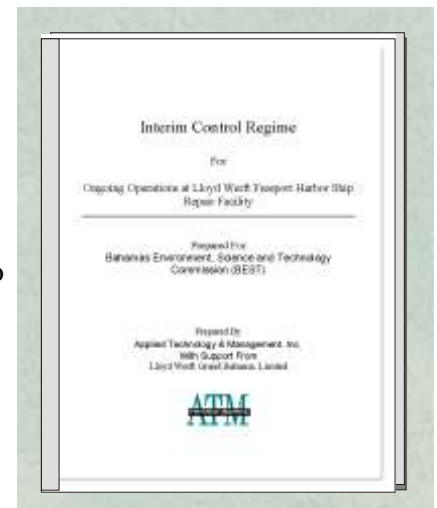 Interim Control Regime
For
Ongoing Operations at Lloyd Werft Freeport Harbor Ship
Repair Facility
Prepared For
Bahamas Environment, Science and Technology
Commission (BEST)
Prepared By
Applied Technology & Management, Inc.
With Support From
Lloyd Werft Grand Bahama, Limited
ATM